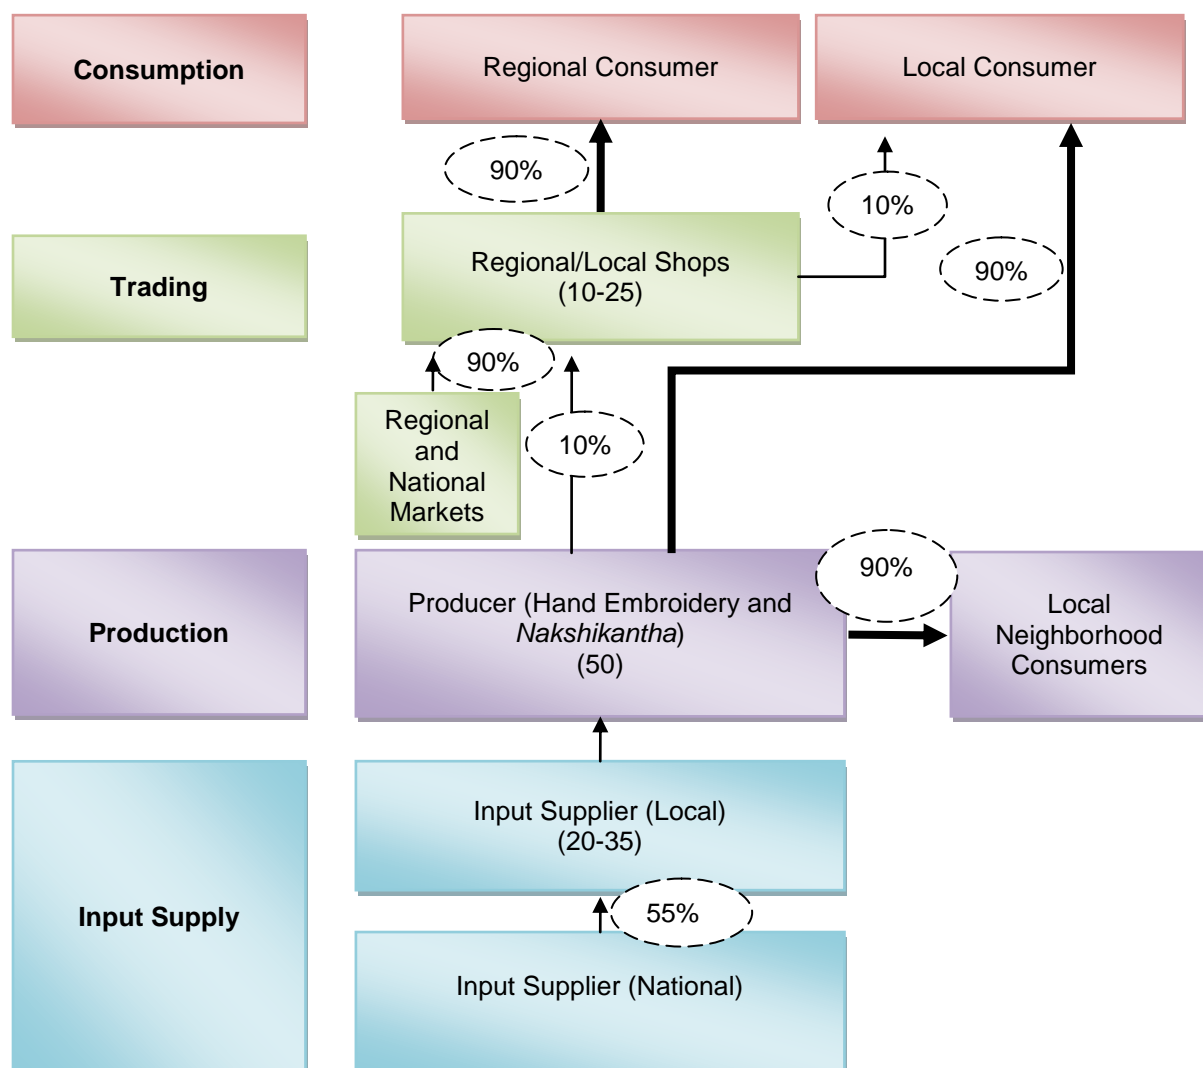 Consumption
Regional Consumer
Local Consumer
90%
10%
Trading
Regional/Local Shops
(10-25)
90%
90%
Regional
and
National
Markets
10%
Production
Producer (Hand Embroidery and
Nakshikantha)
(50)
90%
Local
Neighborhood
Consumers
Input Supply
Input Supplier (Local)
(20-35)
55%
Input Supplier (National)